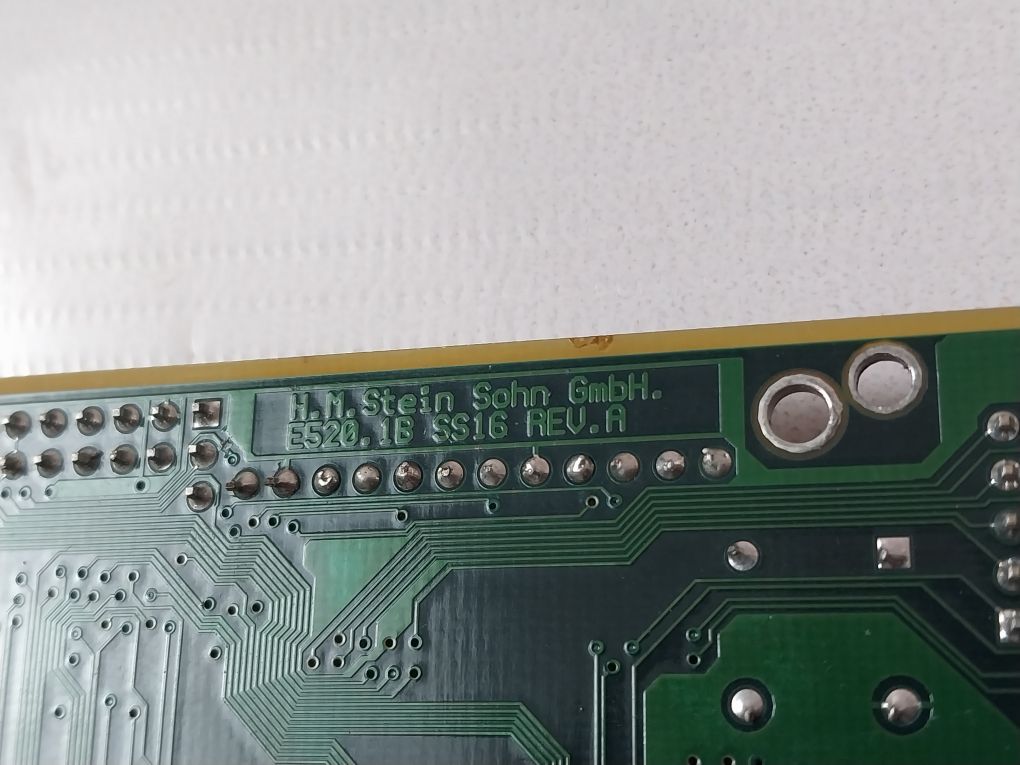 H.M.Stein Sohn GmbH.
E520.1B SS16 REV.A